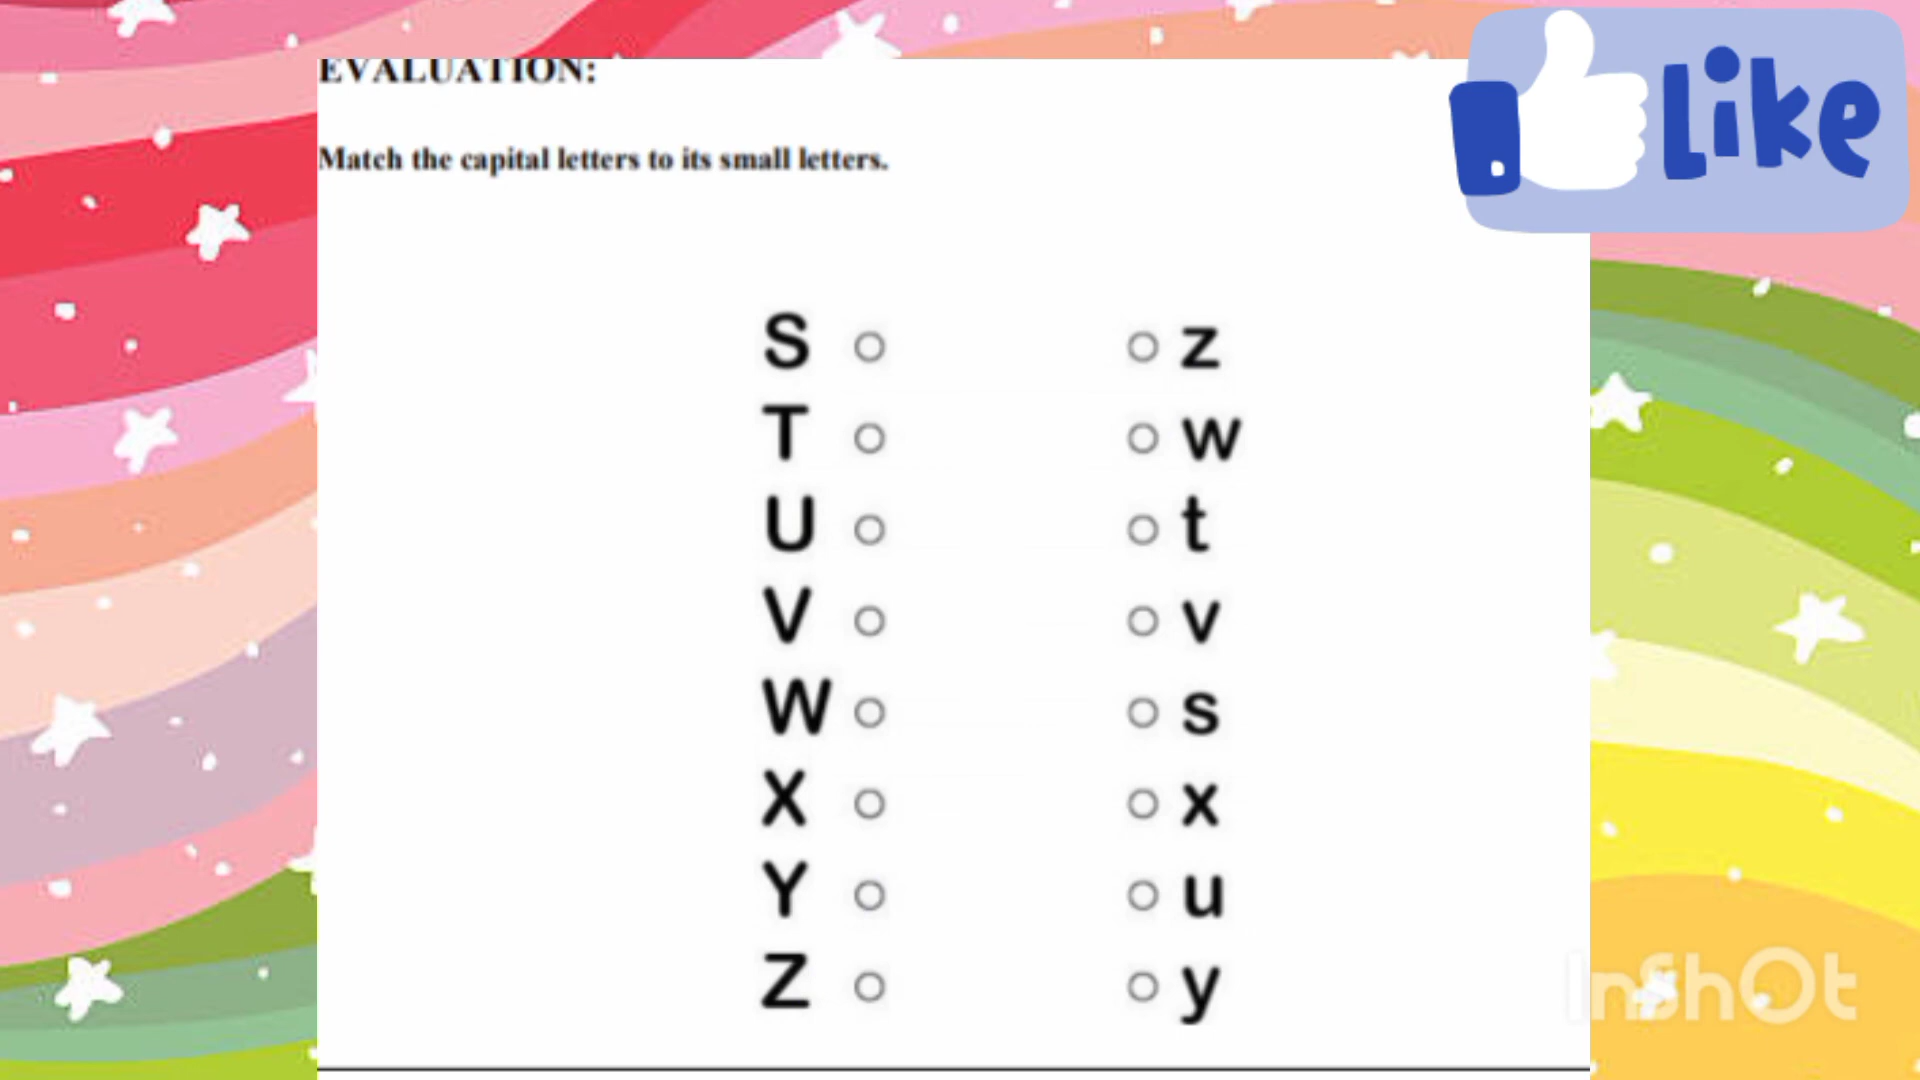 EVALUATION:
Like
Match the capital letters to its small letters.
S z
T w
U t
V v
W s
X x
Y u
Z y
InShOt